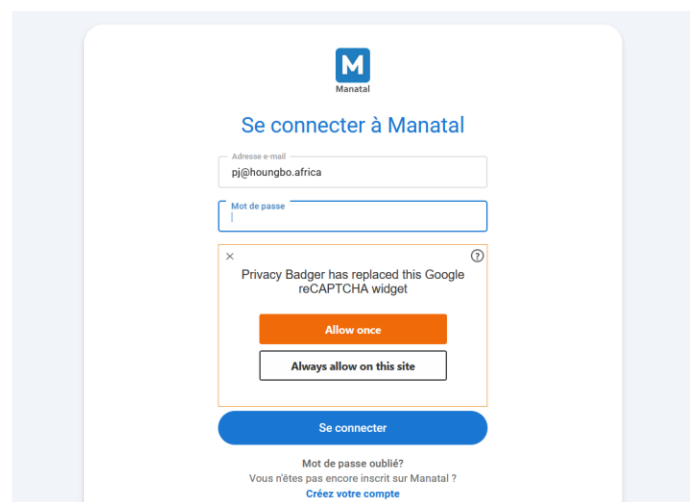 M
Manatal
Se connecter à Manatal
Adresse e-mail
pj@houngbo.africa
Mot de passe
Privacy Badger has replaced this Google
reCAPTCHA widget
Allow once
Always allow on this site
Se connecter
Mot de passe oublié?
Vous n'êtes pas encore inscrit sur Manatal ?
Créez votre compte